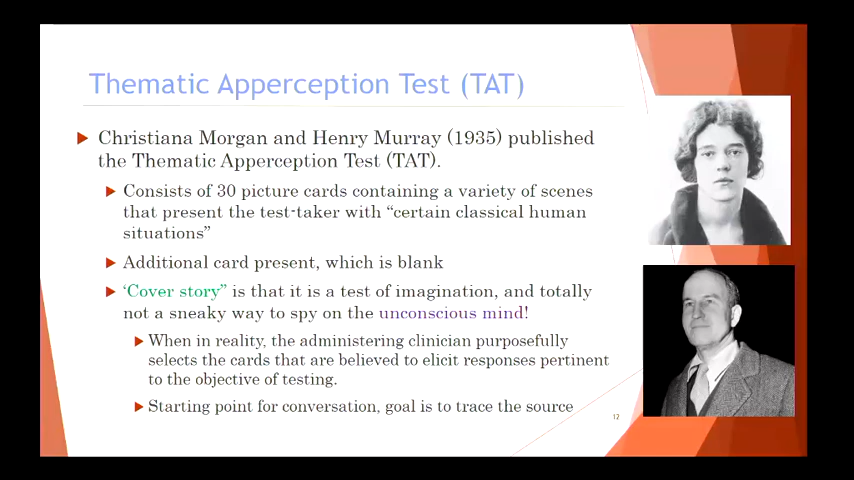 Thematic Apperception Test (TAT)
Christiana Morgan and Henry Murray (1935) published
the Thematic Apperception Test (TAT).
Consists of 30 picture cards containing a variety of scenes
that present the test-taker with “certain classical human
situations”
Additional card present, which is blank
‘Cover story” is that it is a test of imagination, and totally
not a sneaky way to spy on the unconscious mind!
When in reality, the administering clinician purposefully
selects the cards that are believed to elicit responses pertinent
to the objective of testing.
Starting point for conversation, goal is to trace the source
12